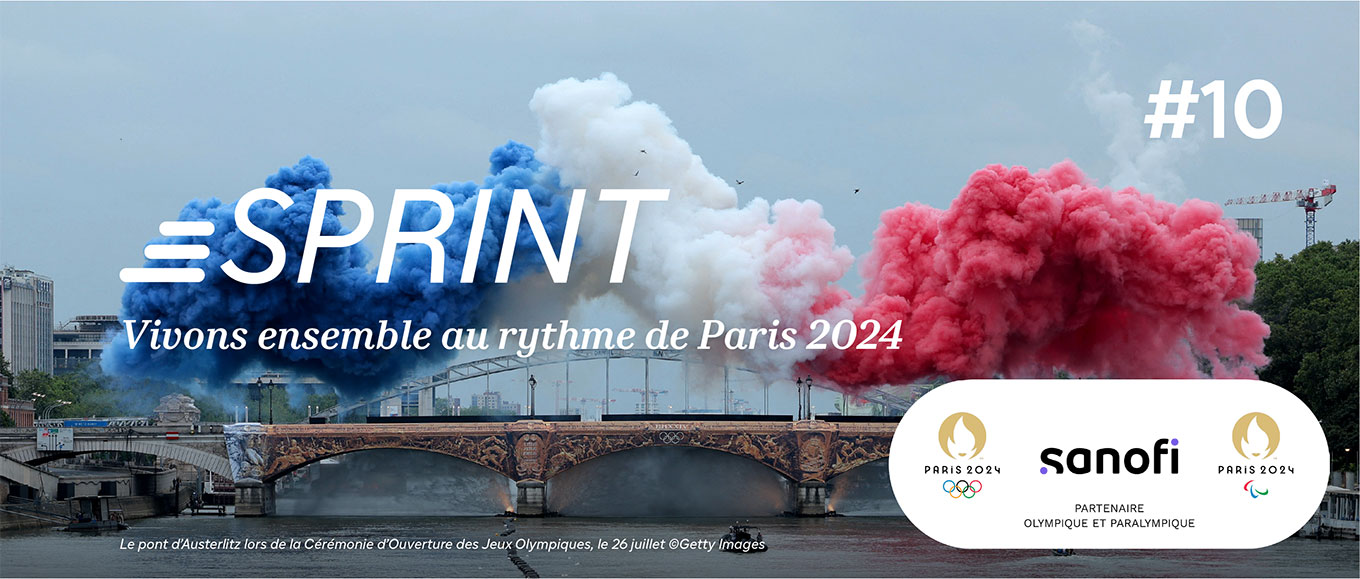 #10
SPRINT
Vivons ensemble au rythme de Paris 2024
PARIS 2024
sanofi
PARIS 2024
PARTENAIRE
OLYMPIQUE ET PARALYMPIQUE
Le pont d'Austerlitz lors de la Cérémonie d'Ouverture des Jeux Olympiques, le 26 juillet ©Getty Images